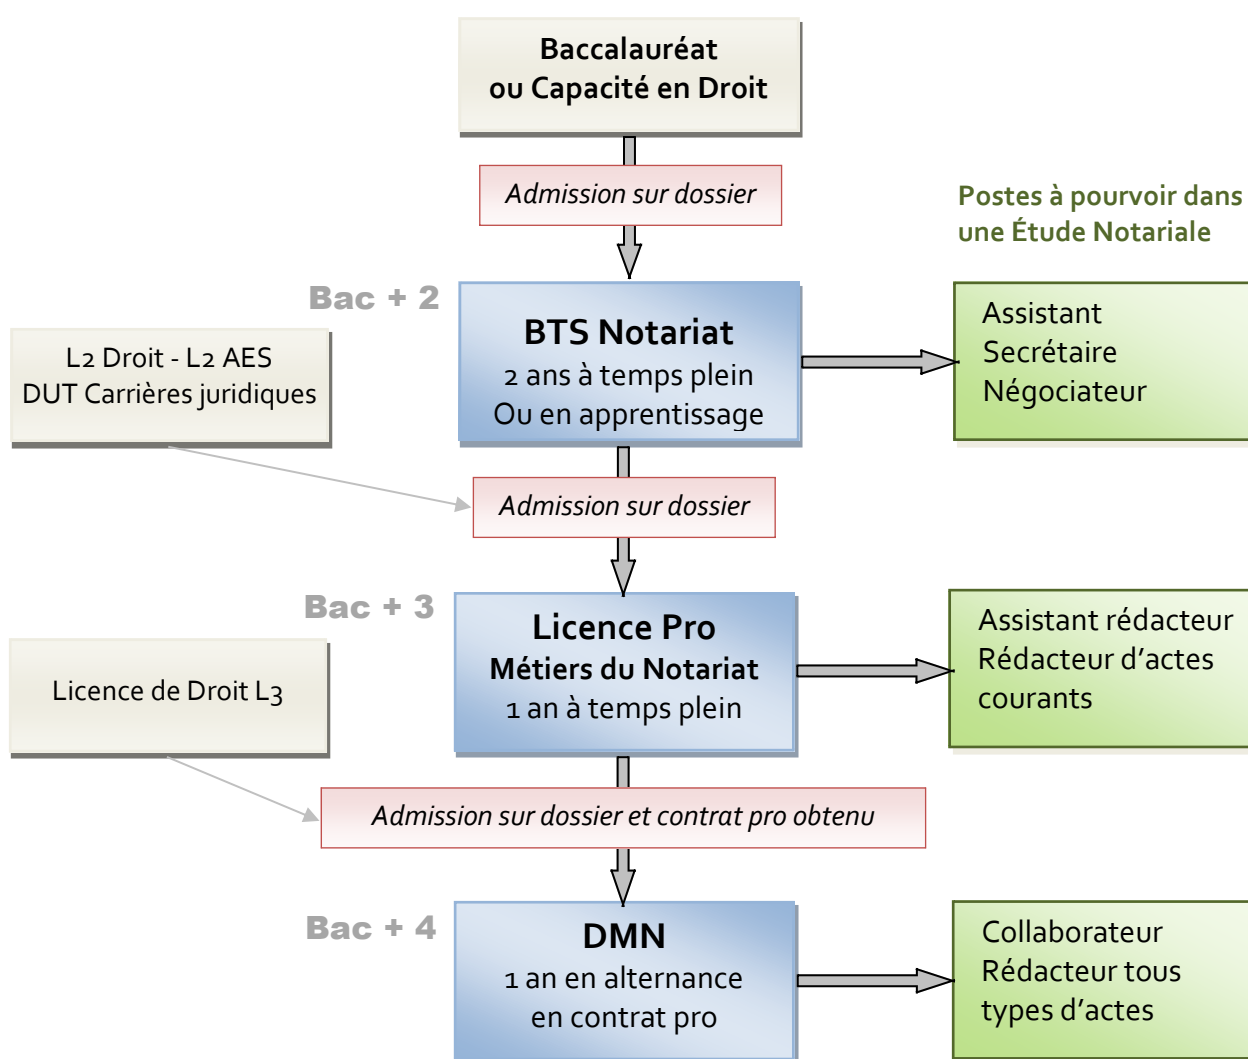 Baccalauréat
ou Capacité en Droit
Admission sur dossier
Postes à pourvoir dans
une Étude Notariale
Bac + 2
BTS Notariat
2 ans à temps plein
Ou en apprentissage
Assistant
Secrétaire
Négociateur
L2 Droit - L2 AES
DUT Carrières juridiques
Admission sur dossier
Bac + 3
Licence Pro
Métiers du Notariat
1 an à temps plein
Assistant rédacteur
Rédacteur d’actes
courants
Licence de Droit L3
Admission sur dossier et contrat pro obtenu
Bac + 4
DMN
1 an en alternance
en contrat pro
Collaborateur
Rédacteur tous
types d’actes